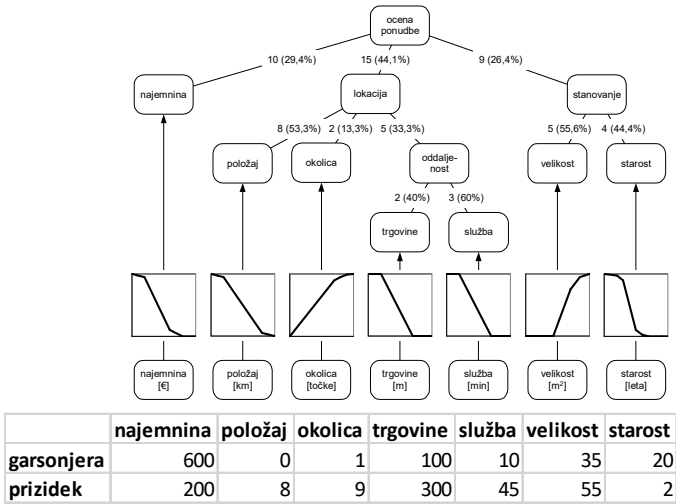 ocena
ponudbe
10 (29,4%) 15 (44,1%) 9 (26,4%)
najemnina lokacija stanovanje
8 (53,3%) 2 (13,3%) 5 (33,3%) 5 (55,6%) 4 (44,4%)
položaj okolica oddalje-
nost velikost starost
2 (40%) 3 (60%)
trgovine služba
najemnina
[€]
položaj
[km]
okolica
[točke]
trgovine
[m]
služba
[min]
velikost
[m²]
starost
[leta]
najemnina položaj okolica trgovine služba velikost starost
garsonjera 600 0 1 100 10 35 20
prizidek 200 8 9 300 45 55 2